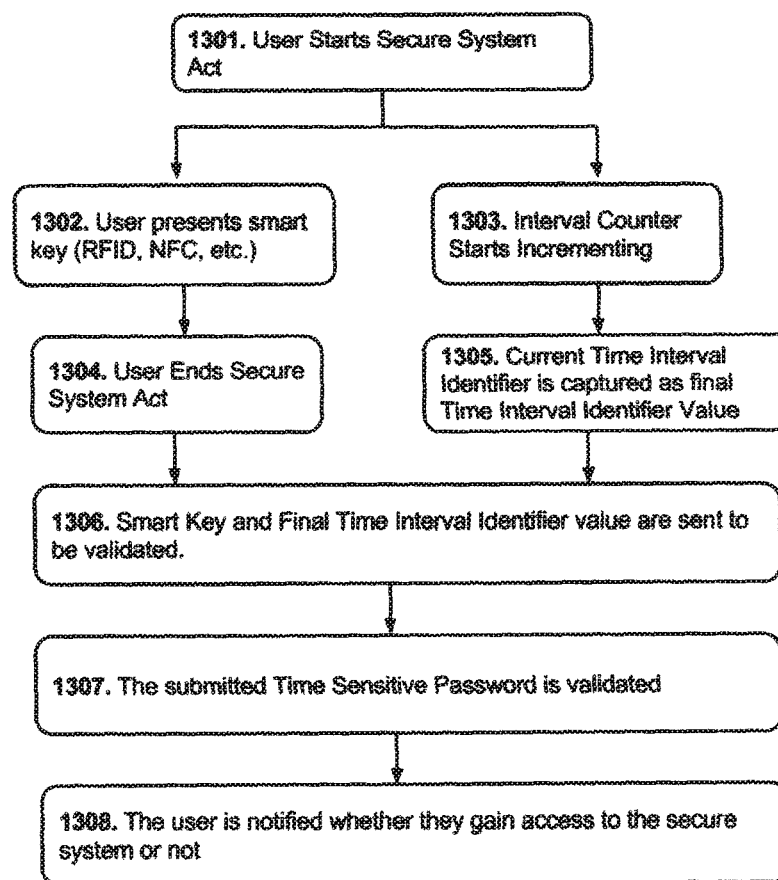 1301. User Starts Secure System
Act
1302. User presents smart
key (RFID, NFC, etc.)
1303. Interval Counter
Starts Incrementing
1304. User Ends Secure
System Act
1305. Current Time Interval
Identifier is captured as final
Time Interval Identifier Value
1306. Smart Key and Final Time Interval Identifier value are sent to
be validated.
1307. The submitted Time Sensitive Password is validated
1308. The user is notified whether they gain access to the secure
system or not